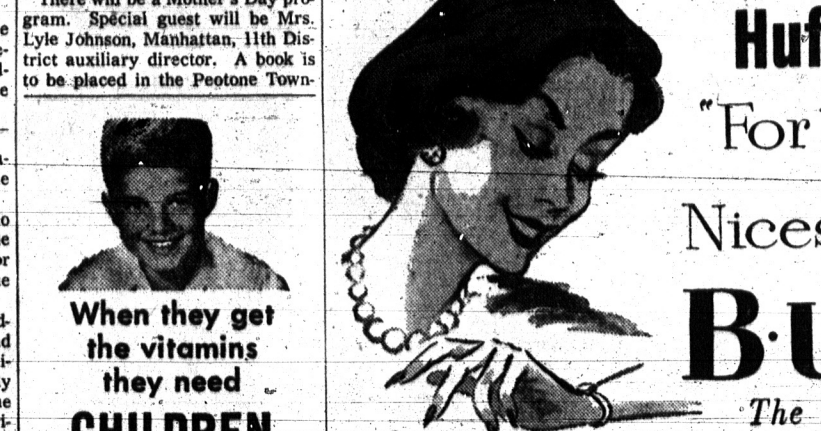 There will be a Mother's Day pro-
gram. Special guest will be Mrs.
Lyle Johnson, Manhattan, 11th Dis-
trict auxiliary director. A book is
to be placed in the Peotone Town-
When they get
the vitamins
they need
CHILDREN
Huf
"For
Nices
B·U
The